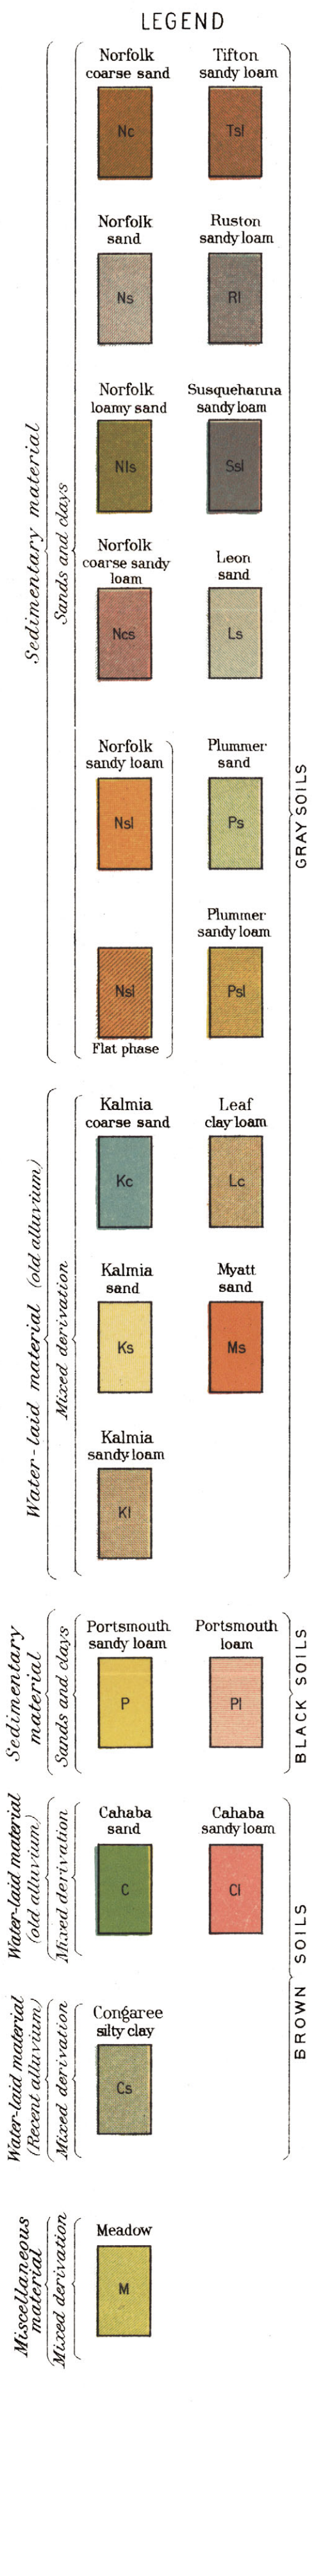 LEGEND
Norfolk
coarse sand
Nc
Tifton
sandy loam
Tsl
Norfolk
sand
Ns
Ruston
sandy loam
Rl
Norfolk
loamy sand
Nls
Susquehanna
sandy loam
Ssl
Norfolk
coarse sandy
loam
Ncs
Leon
sand
Ls
Norfolk
sandy loam
Nsl
Plummer
sand
Ps
Nsl
Flat phase
Plummer
sandy loam
Psl
Sedimentary material
Sands and clays
GRAY SOILS
Kalmia
coarse sand
Kc
Leaf
clay loam
Lc
Kalmia
sand
Ks
Myatt
sand
Ms
Kalmia
sandy loam
Kl
Water-laid material (old alluvium)
Mixed derivation
Portsmouth
sandy loam
P
Portsmouth
loam
Pl
Sedimentary
material
Sands and clays
BLACK SOILS
Cahaba
sand
C
Cahaba
sandy loam
Cl
Water-laid material
(old alluvium)
Mixed derivation
BROWN SOILS
Congaree
silty clay
Cs
Water-laid material
(Recent alluvium)
Mixed derivation
Meadow
M
Miscellaneous
material
Mixed derivation